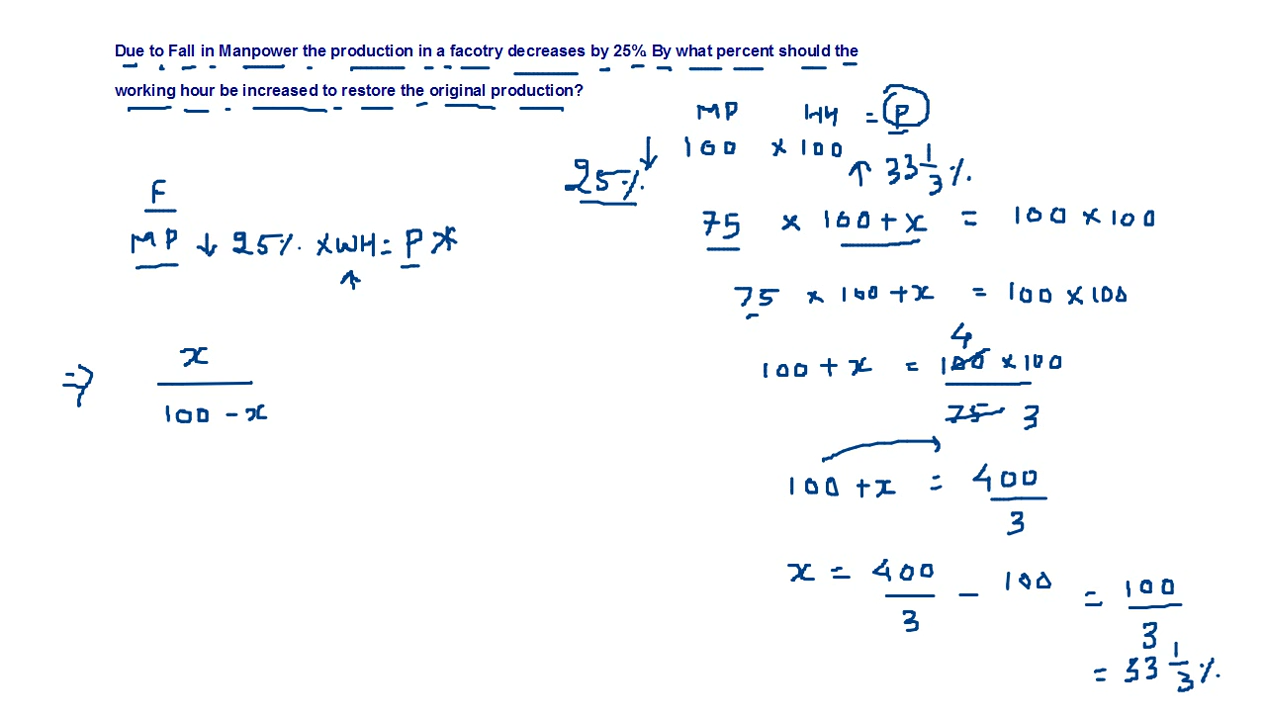 Due to Fall in Manpower the production in a facotry decreases by 25% By what percent should the
working hour be increased to restore the original production?
MP WH = P
25% ↓ 100 × 100 ↑ 33 1/3 %
75 × 100 + x = 100 × 100
F
MP ↓ 25% × WH = P *
↑
75 × 100 + x = 100 × 100
⇒ x / 100 - x
4
100 + x = 100 × 100 / 75 3
100 + x = 400 / 3
x = 400 / 3 - 100 = 100 / 3
= 33 1/3 %